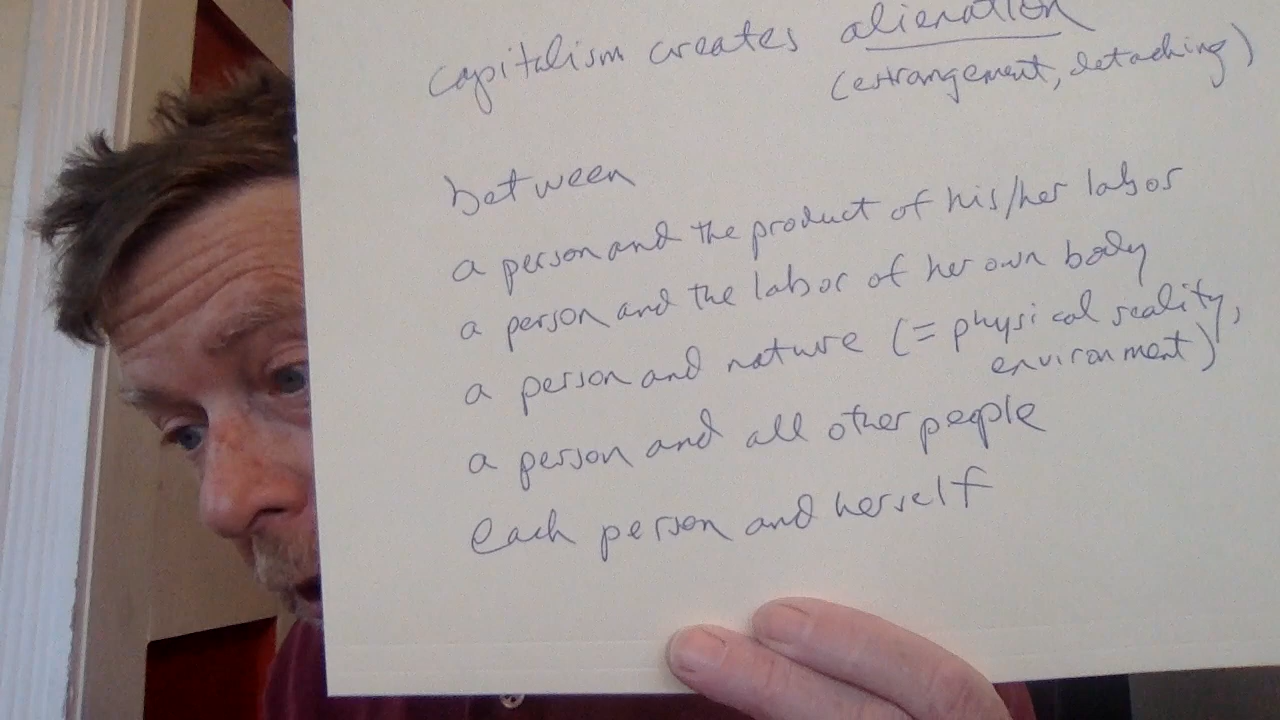 capitalism creates alienation
(estrangement, detaching)
between
a person and the product of his/her labor
a person and the labor of her own body
a person and nature (= physical reality,
environment)
a person and all other people
each person and herself